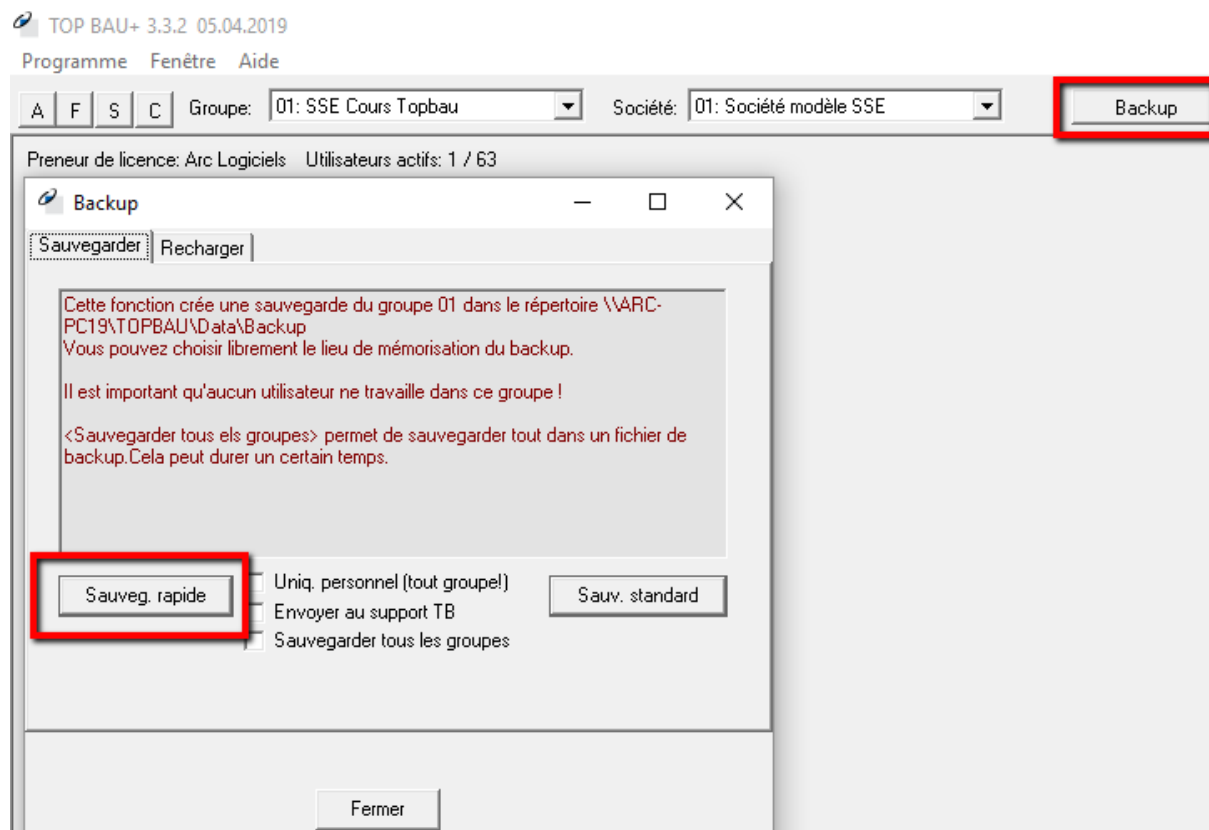 TOP BAU+ 3.3.2 05.04.2019
Programme Fenêtre Aide
A F S C Groupe: 01: SSE Cours Topbau Société: 01: Société modèle SSE Backup
Preneur de licence: Arc Logiciels Utilisateurs actifs: 1 / 63
Backup
Sauvegarder Recharger
Cette fonction crée une sauvegarde du groupe 01 dans le répertoire \\ARC-
PC19\TOPBAU\Data\Backup
Vous pouvez choisir librement le lieu de mémorisation du backup.
Il est important qu'aucun utilisateur ne travaille dans ce groupe !
<Sauvegarder tous els groupes> permet de sauvegarder tout dans un fichier de
backup.Cela peut durer un certain temps.
Sauveg. rapide Uniq. personnel (tout groupe!) Sauv. standard
Envoyer au support TB
Sauvegarder tous les groupes
Fermer